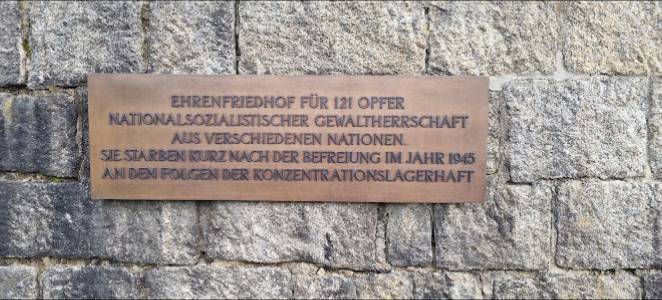 EHRENFRIEDHOF FÜR 121 OPFER
NATIONALSOZIALISTISCHER GEWALTHERRSCHAFT
AUS VERSCHIEDENEN NATIONEN.
SIE STARBEN KURZ NACH DER BEFREIUNG IM JAHR 1945
AN DEN FOLGEN DER KONZENTRATIONSLAGERHAFT